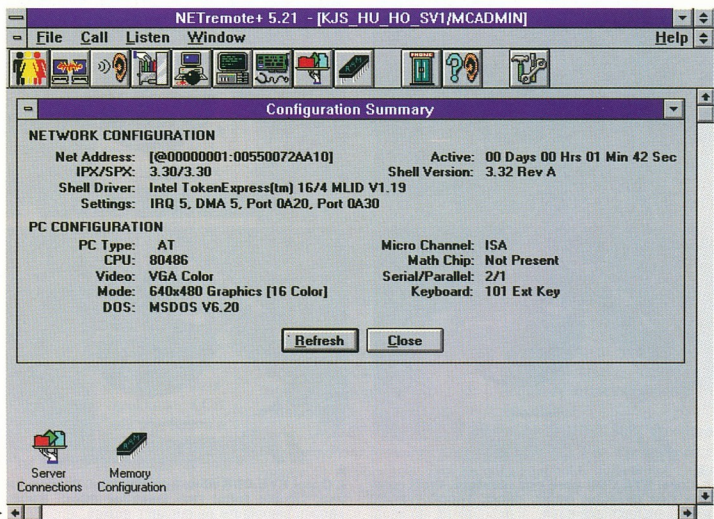 NETremote+ 5.21 - [KJS_HU_HO_SV1/MCADMIN]
File Call Listen Window Help
Configuration Summary
NETWORK CONFIGURATION
Net Address: [@00000001:00550072AA10] Active: 00 Days 00 Hrs 01 Min 42 Sec
IPX/SPX: 3.30/3.30 Shell Version: 3.32 Rev A
Shell Driver: Intel TokenExpress(tm) 16/4 MLID V1.19
Settings: IRQ 5, DMA 5, Port 0A20, Port 0A30
PC CONFIGURATION
PC Type: AT Micro Channel: ISA
CPU: 80486 Math Chip: Not Present
Video: VGA Color Serial/Parallel: 2/1
Mode: 640x480 Graphics [16 Color] Keyboard: 101 Ext Key
DOS: MSDOS V6.20
Refresh Close
Server Connections
Memory Configuration